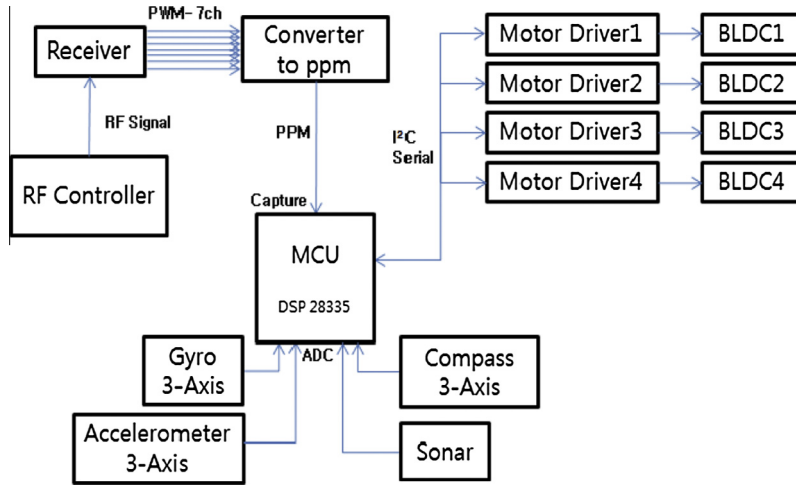 PWM- 7ch
Receiver
Converter
to ppm
RF Signal
PPM
RF Controller
Capture
I²C
Serial
Motor Driver1
BLDC1
Motor Driver2
BLDC2
Motor Driver3
BLDC3
Motor Driver4
BLDC4
MCU
DSP 28335
ADC
Gyro
3-Axis
Accelerometer
3-Axis
Compass
3-Axis
Sonar